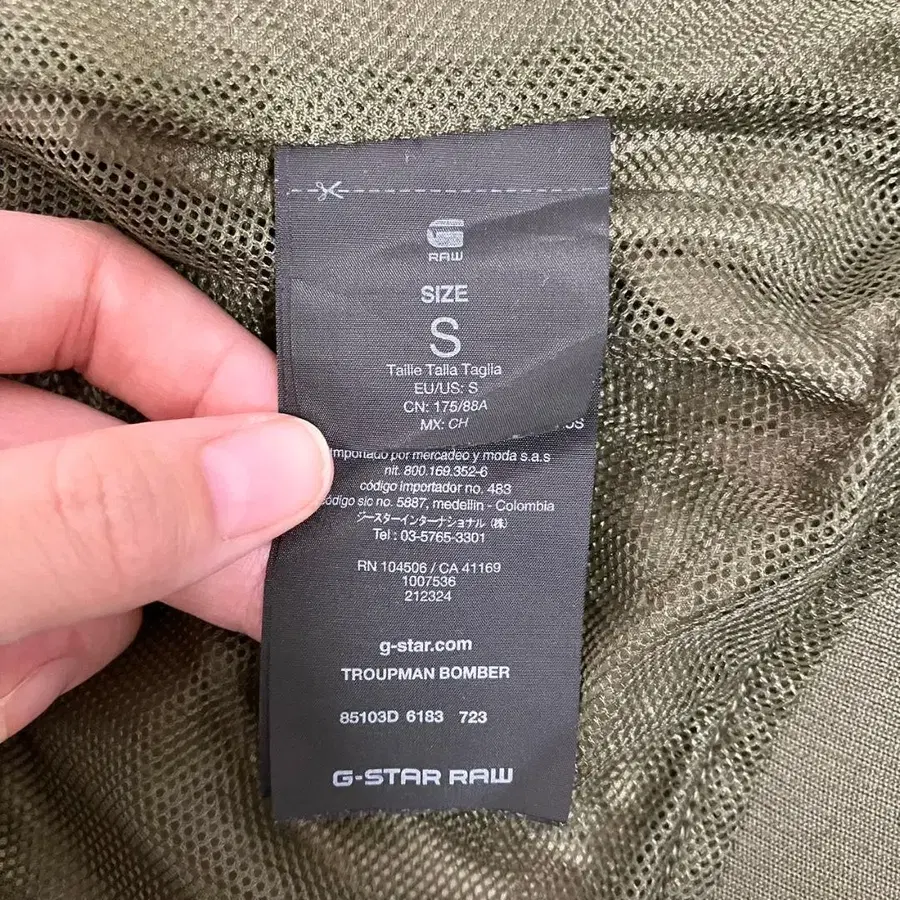 RAW
SIZE
S
Taille Talla Taglia
EU/US: S
CN: 175/88A
MX: CH
importado por mercadeo y moda s.a.s
nit. 800.169.352-6
código importador no. 483
código sic no. 5887, medellin - Colombia
ジースターインターナショナル (株)
Tel : 03-5765-3301
RN 104506 / CA 41169
1007536
212324
g-star.com
TROUPMAN BOMBER
85103D 6183 723
G-STAR RAW